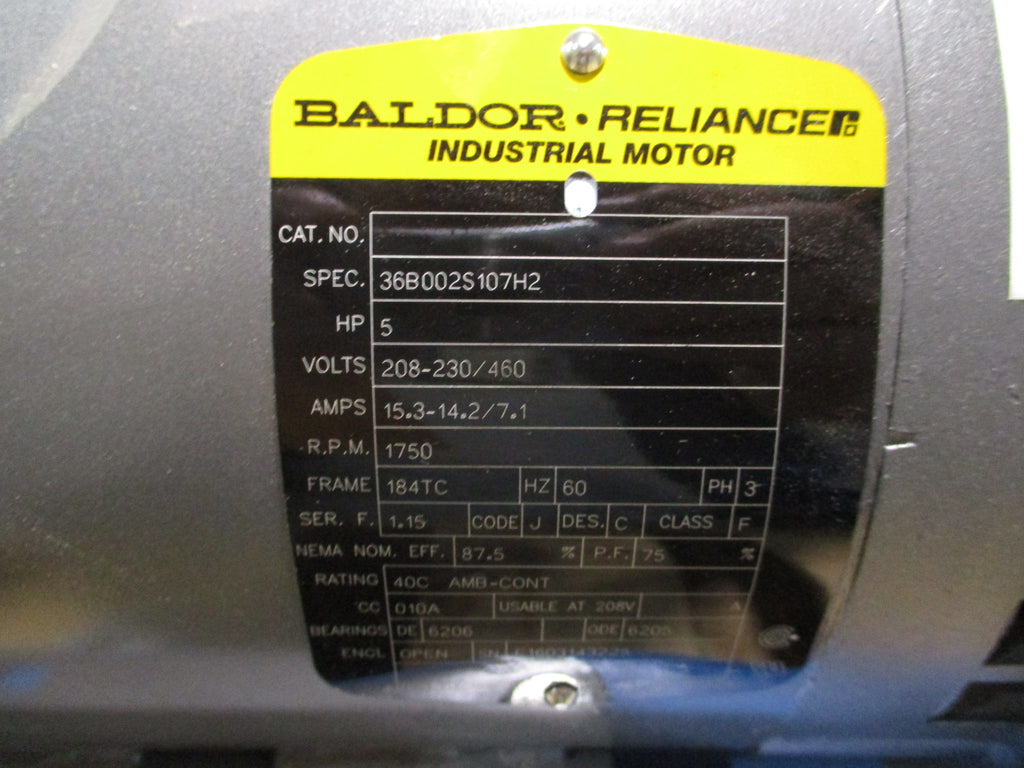 BALDOR • RELIANCE
INDUSTRIAL MOTOR
CAT. NO.
SPEC. 36B002S107H2
HP 5
VOLTS 208-230/460
AMPS 15.3-14.2/7.1
R.P.M. 1750
FRAME 184TC HZ 60 PH 3
SER. F. 1.15 CODE J DES. C CLASS F
NEMA NOM. EFF. 87.5 % P.F. 75 %
RATING 40C AMB-CONT
CC 010A USABLE AT 208V A
BEARINGS DE 6206 ODE 6205
ENCL OPEN SN